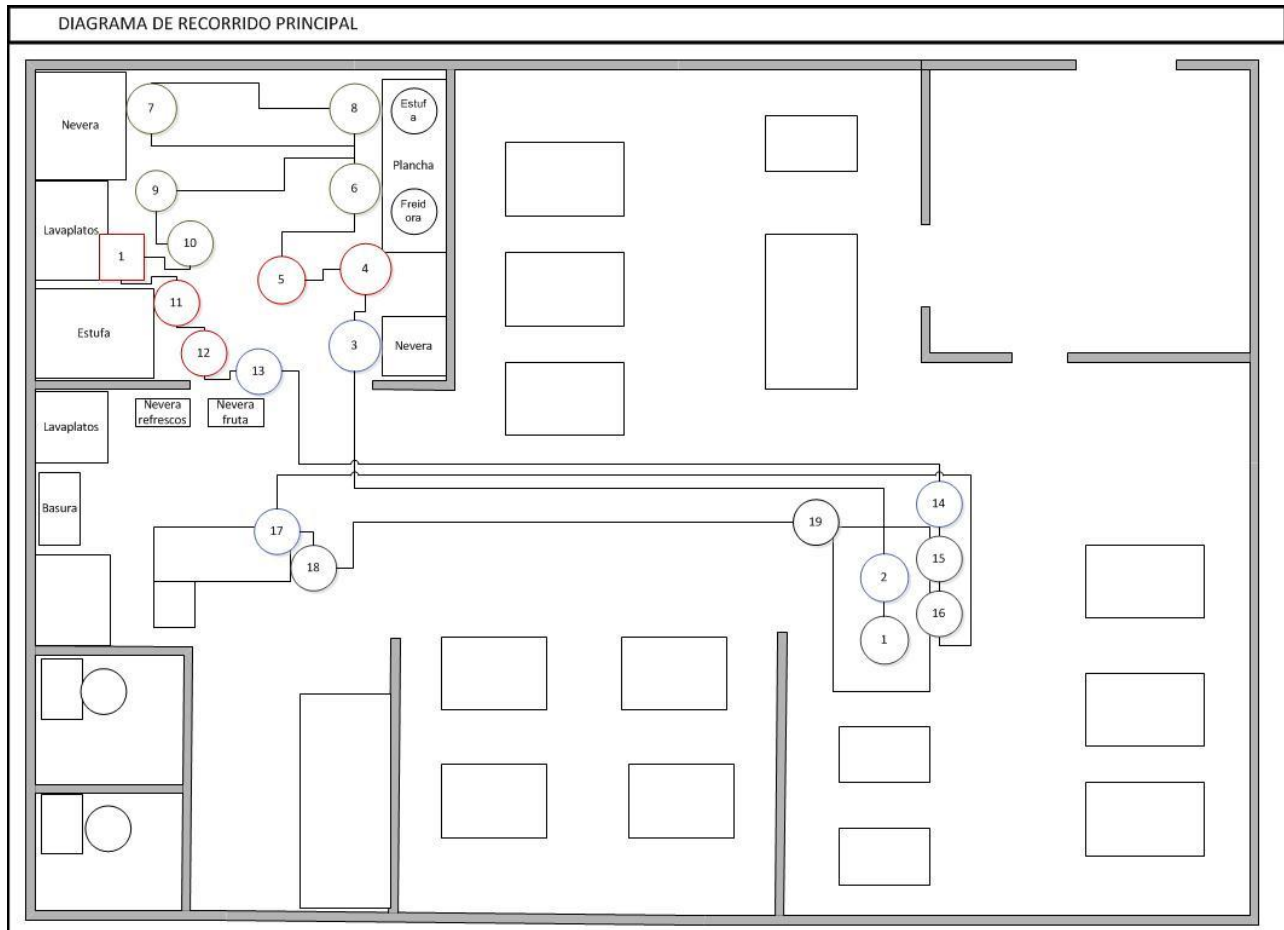 DIAGRAMA DE RECORRIDO PRINCIPAL
Nevera
7
8
Estuf
a
Plancha
Freid
ora
9
6
Lavaplatos
10
1
5
4
11
Estufa
12
3
Nevera
13
Nevera
refrescos
Nevera
fruta
Lavaplatos
Basura
17
18
19
14
15
2
16
1